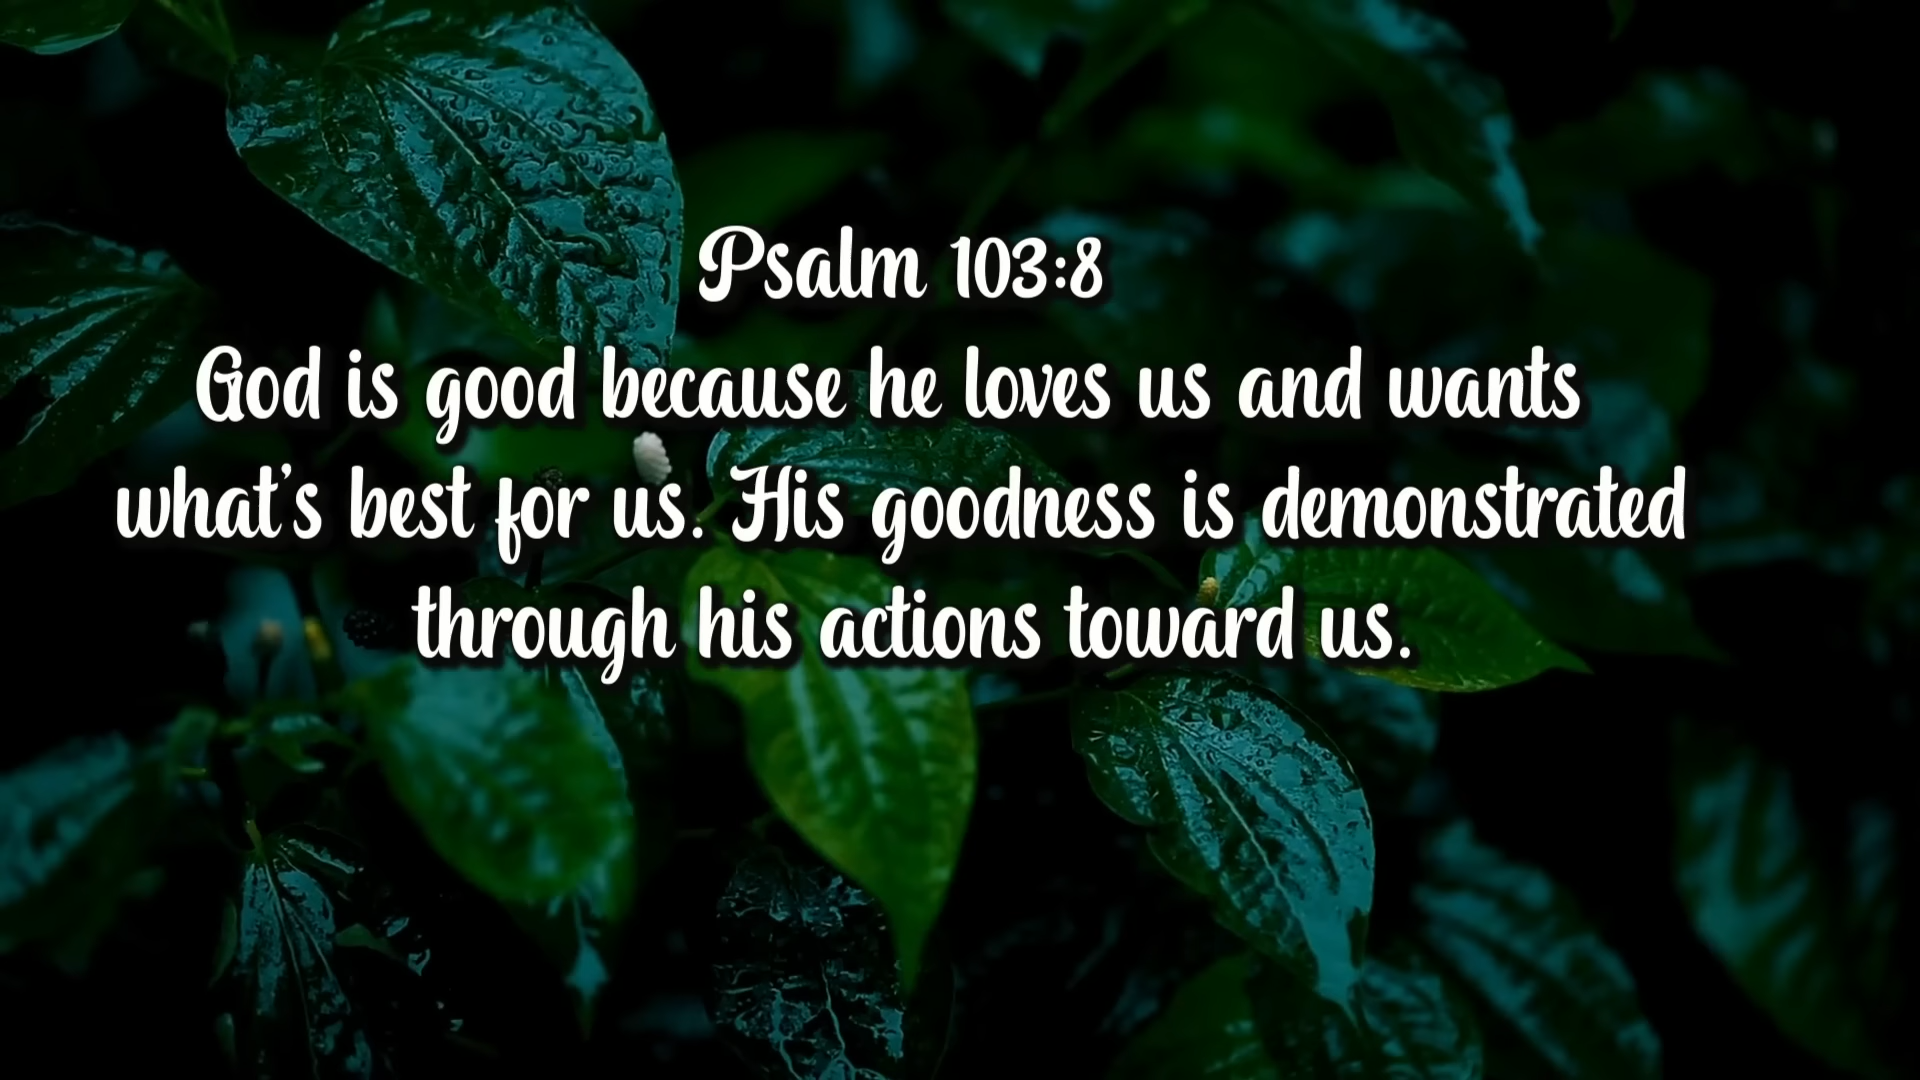 Psalm 103:8
God is good because he loves us and wants
what's best for us. His goodness is demonstrated
through his actions toward us.